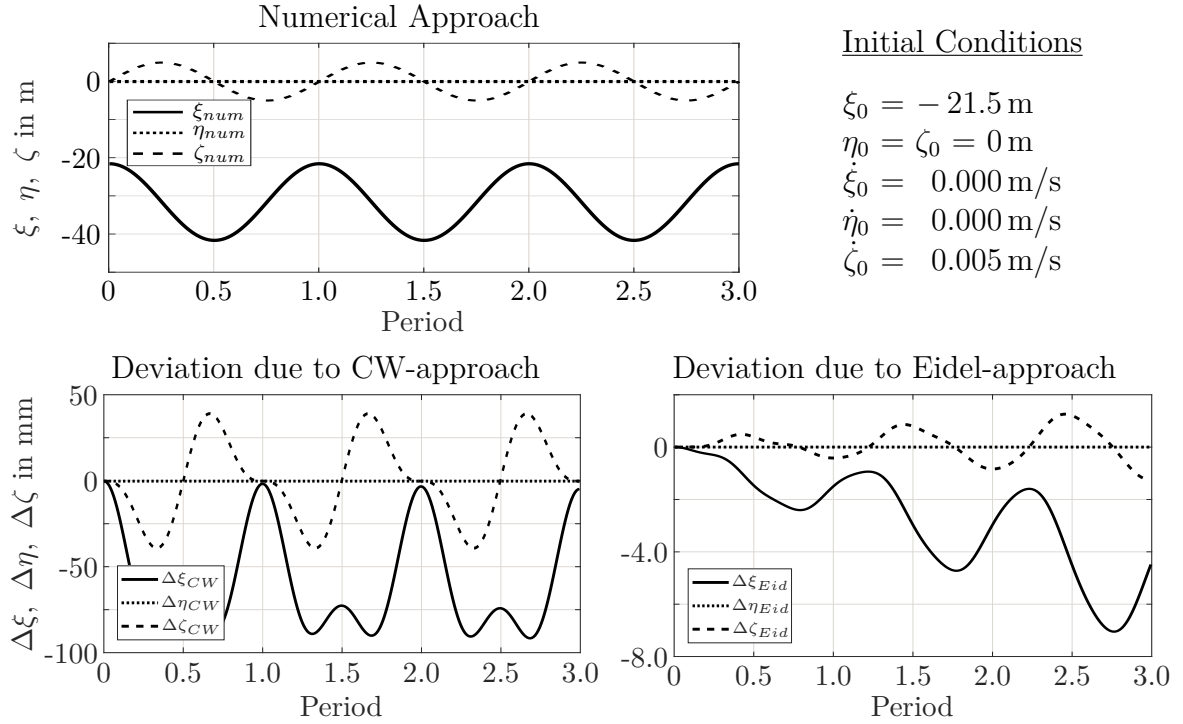 Numerical Approach
ξ, η, ζ in m
0
-20
-40
ξnum
ηnum
ζnum
0 0.5 1.0 1.5 2.0 2.5 3.0
Period
Initial Conditions
ξ0 = − 21.5 m
η0 = ζ0 = 0 m
ξ̇0 = 0.000 m/s
η̇0 = 0.000 m/s
ζ̇0 = 0.005 m/s
Deviation due to CW-approach
Δξ, Δη, Δζ in mm
50
0
-50
-100
ΔξCW
ΔηCW
ΔζCW
0 0.5 1.0 1.5 2.0 2.5 3.0
Period
Deviation due to Eidel-approach
0
-4.0
-8.0
ΔξEid
ΔηEid
ΔζEid
0 0.5 1.0 1.5 2.0 2.5 3.0
Period